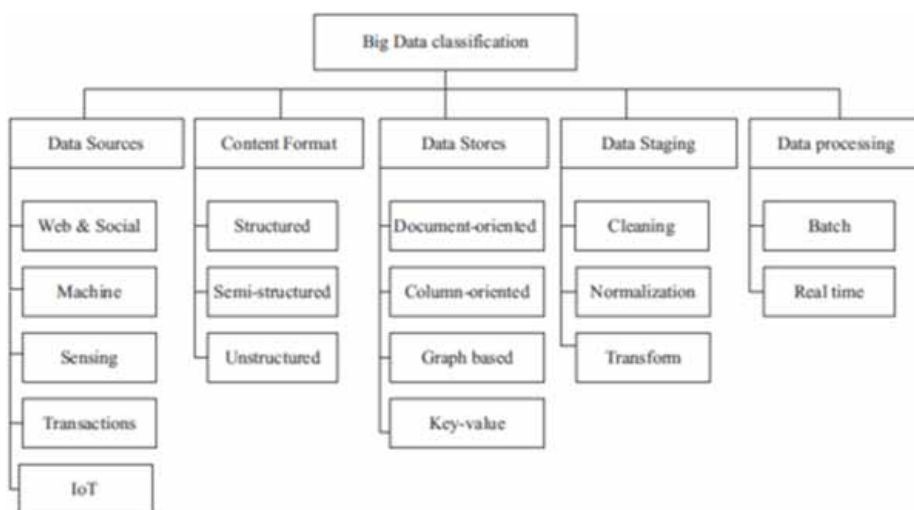 Big Data classification
Data Sources
Content Format
Data Stores
Data Staging
Data processing
Web & Social
Structured
Document-oriented
Cleaning
Batch
Machine
Semi-structured
Column-oriented
Normalization
Real time
Sensing
Unstructured
Graph based
Transform
Transactions
Key-value
IoT